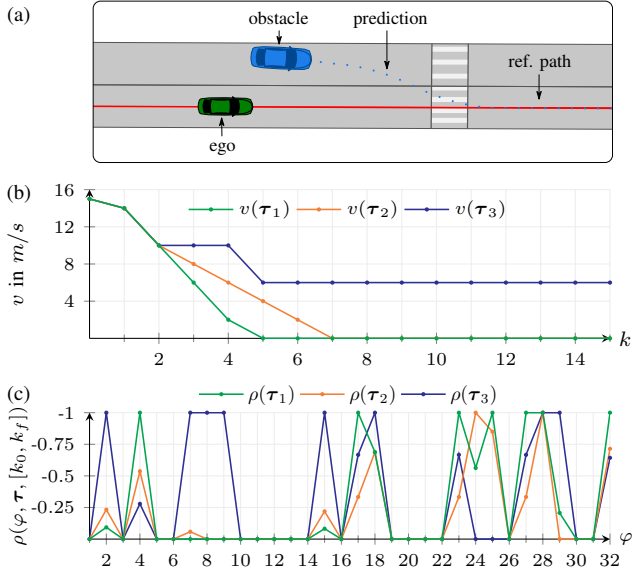 (a)
obstacle
prediction
ref. path
ego
(b)
v(τ₁) v(τ₂) v(τ₃)
v in m/s
16
12
8
4
2 4 6 8 10 12 14
k
(c)
ρ(τ₁) ρ(τ₂) ρ(τ₃)
ρ(φ, τ, [k₀, k_f])
-1
-0.75
-0.5
-0.25
2 4 6 8 10 12 14 16 18 20 22 24 26 28 30 32
φ